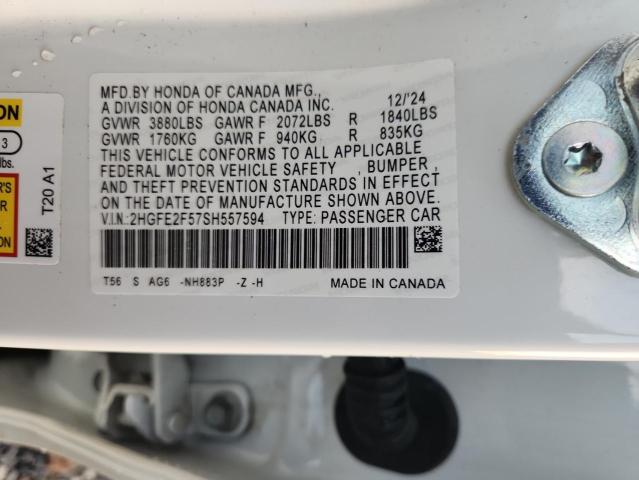 MFD.BY HONDA OF CANADA MFG.,
A DIVISION OF HONDA CANADA INC. 12/'24
GVWR 3880LBS GAWR F 2072LBS R 1840LBS
GVWR 1760KG GAWR F 940KG R 835KG
THIS VEHICLE CONFORMS TO ALL APPLICABLE
FEDERAL MOTOR VEHICLE SAFETY, BUMPER,
AND THEFT PREVENTION STANDARDS IN EFFECT
ON THE DATE OF MANUFACTURE SHOWN ABOVE.
V.I.N:2HGFE2F57SH557594 TYPE: PASSENGER CAR
T56 S AG6 -NH883P -Z -H MADE IN CANADA
ON
3
lbs.
R'S
T20 A1